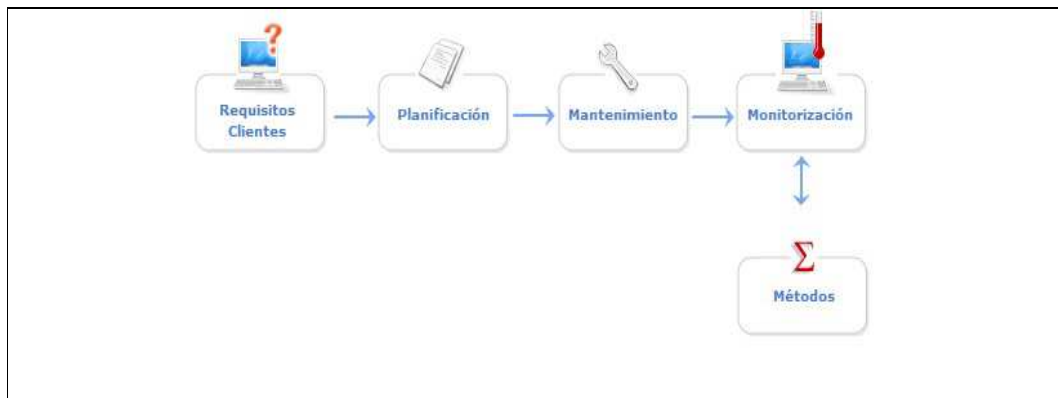 Requisitos
Clientes
Planificación
Mantenimiento
Monitorización
Σ
Métodos